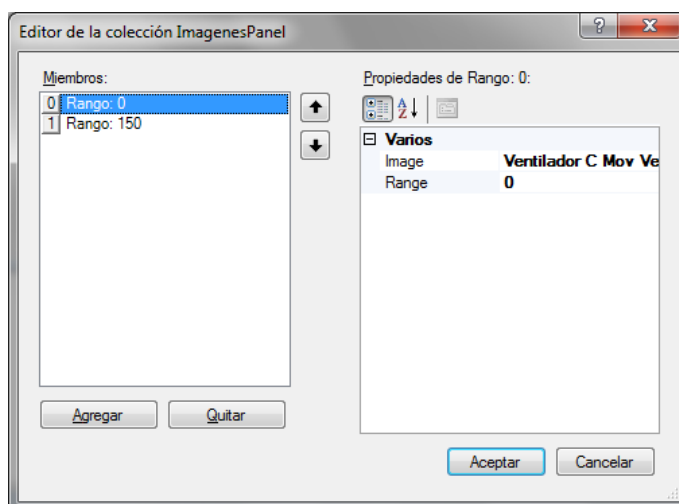 Editor de la colección ImagenesPanel
Miembros:
0 Rango: 0
1 Rango: 150
Agregar
Quitar
Propiedades de Rango: 0:
Varios
Image Ventilador C Mov Ve
Range 0
Aceptar
Cancelar